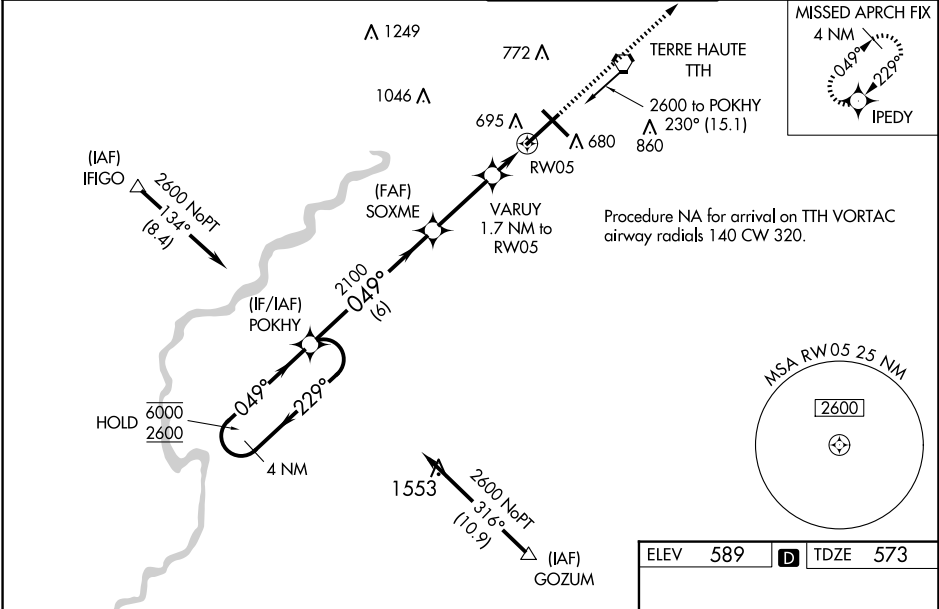 1249
772
TERRE HAUTE
TTH
1046
2600 to POKHY
230° (15.1)
695
680
860
RW05
MISSED APRCH FIX
4 NM
049°
229°
IPEDY
(IAF)
IFIGO
2600 NoPT
134°
(8.4)
(FAF)
SOXME
VARUY
1.7 NM to
RW05
Procedure NA for arrival on TTH VORTAC
airway radials 140 CW 320.
2100
049°
(6)
(IF/IAF)
POKHY
049°
229°
HOLD
6000
2600
4 NM
1553
2600 NoPT
316°
(10.9)
(IAF)
GOZUM
MSA RW05 25 NM
2600
ELEV 589 D TDZE 573